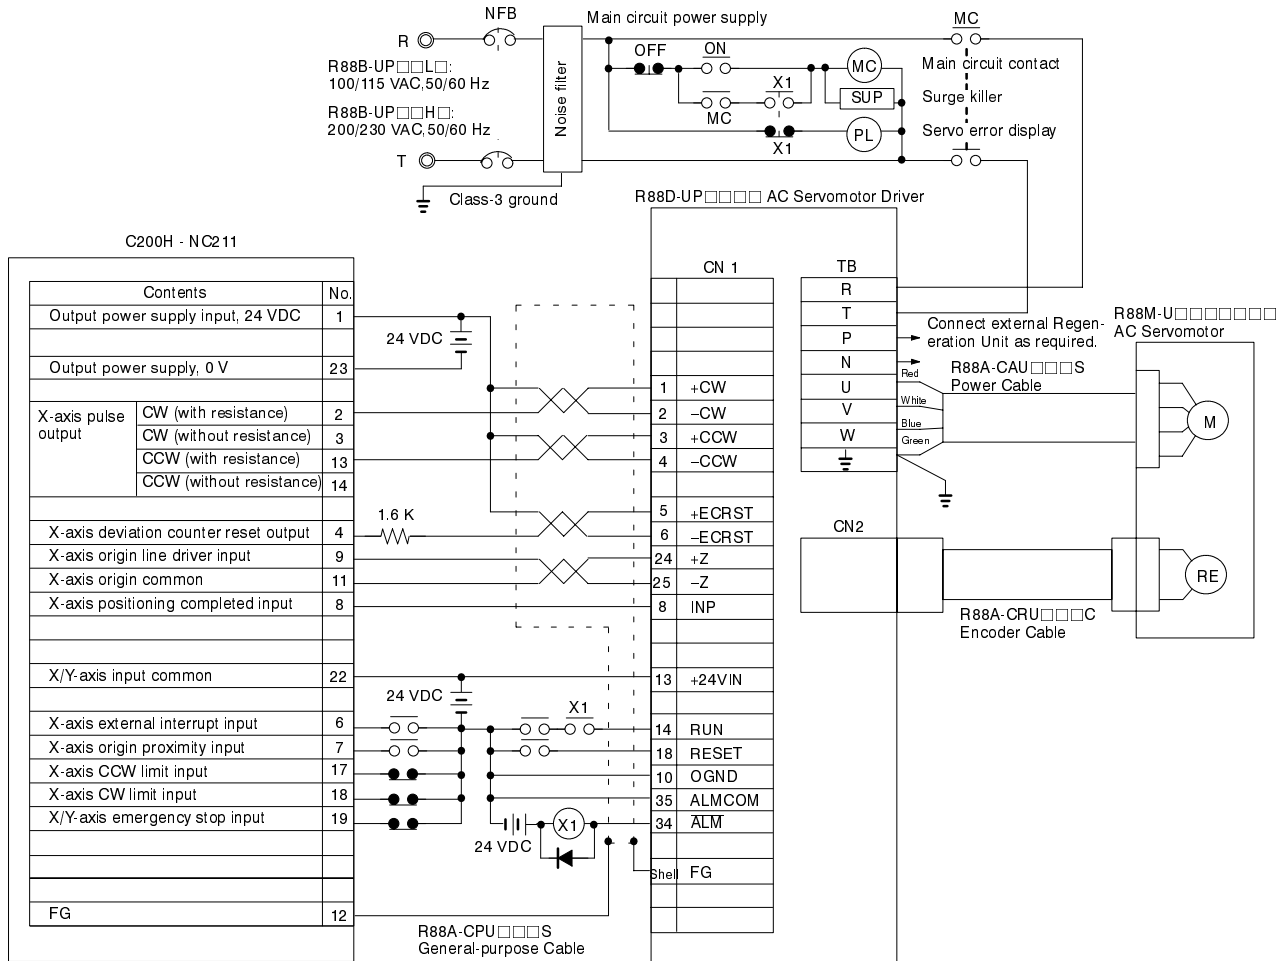 NFB
Main circuit power supply
MC
R
OFF
ON
MC
Main circuit contact
R88B-UP□□L□:
100/115 VAC,50/60 Hz
X1
SUP
Surge killer
R88B-UP□□H□:
200/230 VAC,50/60 Hz
Noise filter
MC
PL
Servo error display
X1
T
Class-3 ground
R88D-UP□□□□ AC Servomotor Driver
C200H - NC211
Contents No.
Output power supply input, 24 VDC 1
Output power supply, 0 V 23
X-axis pulse output
CW (with resistance) 2
CW (without resistance) 3
CCW (with resistance) 13
CCW (without resistance) 14
X-axis deviation counter reset output 4
X-axis origin line driver input 9
X-axis origin common 11
X-axis positioning completed input 8
X/Y-axis input common 22
X-axis external interrupt input 6
X-axis origin proximity input 7
X-axis CCW limit input 17
X-axis CW limit input 18
X/Y-axis emergency stop input 19
FG 12
24 VDC
1.6 K
24 VDC
X1
X1
24 VDC
R88A-CPU□□□S
General-purpose Cable
CN 1
1 +CW
2 −CW
3 +CCW
4 −CCW
5 +ECRST
6 −ECRST
24 +Z
25 −Z
8 INP
13 +24VIN
14 RUN
18 RESET
10 OGND
35 ALMCOM
34 ALM
Shell FG
TB
R
T
P
N
U
V
W
Red
White
Blue
Green
Connect external Regen-
eration Unit as required.
R88A-CAU□□□S
Power Cable
R88M-U□□□□□□□
AC Servomotor
M
CN2
RE
R88A-CRU□□□C
Encoder Cable